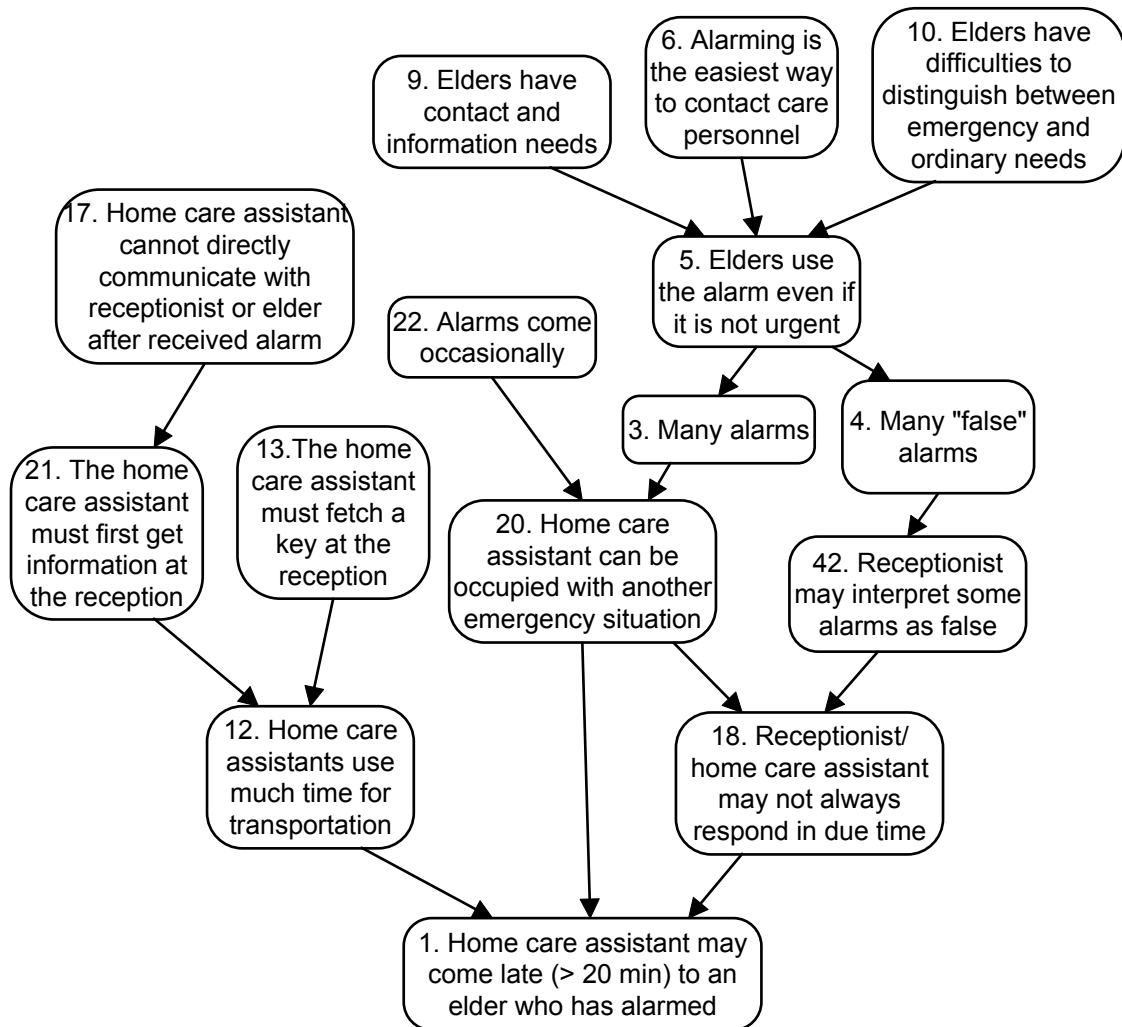 9. Elders have
contact and
information needs
6. Alarming is
the easiest way
to contact care
personnel
10. Elders have
difficulties to
distinguish between
emergency and
ordinary needs
17. Home care assistant
cannot directly
communicate with
receptionist or elder
after received alarm
5. Elders use
the alarm even if
it is not urgent
22. Alarms come
occasionally
3. Many alarms
4. Many "false"
alarms
21. The home
care assistant
must first get
information at
the reception
13.The home
care assistant
must fetch a
key at the
reception
20. Home care
assistant can be
occupied with another
emergency situation
42. Receptionist
may interpret some
alarms as false
12. Home care
assistants use
much time for
transportation
18. Receptionist/
home care assistant
may not always
respond in due time
1. Home care assistant may
come late (> 20 min) to an
elder who has alarmed